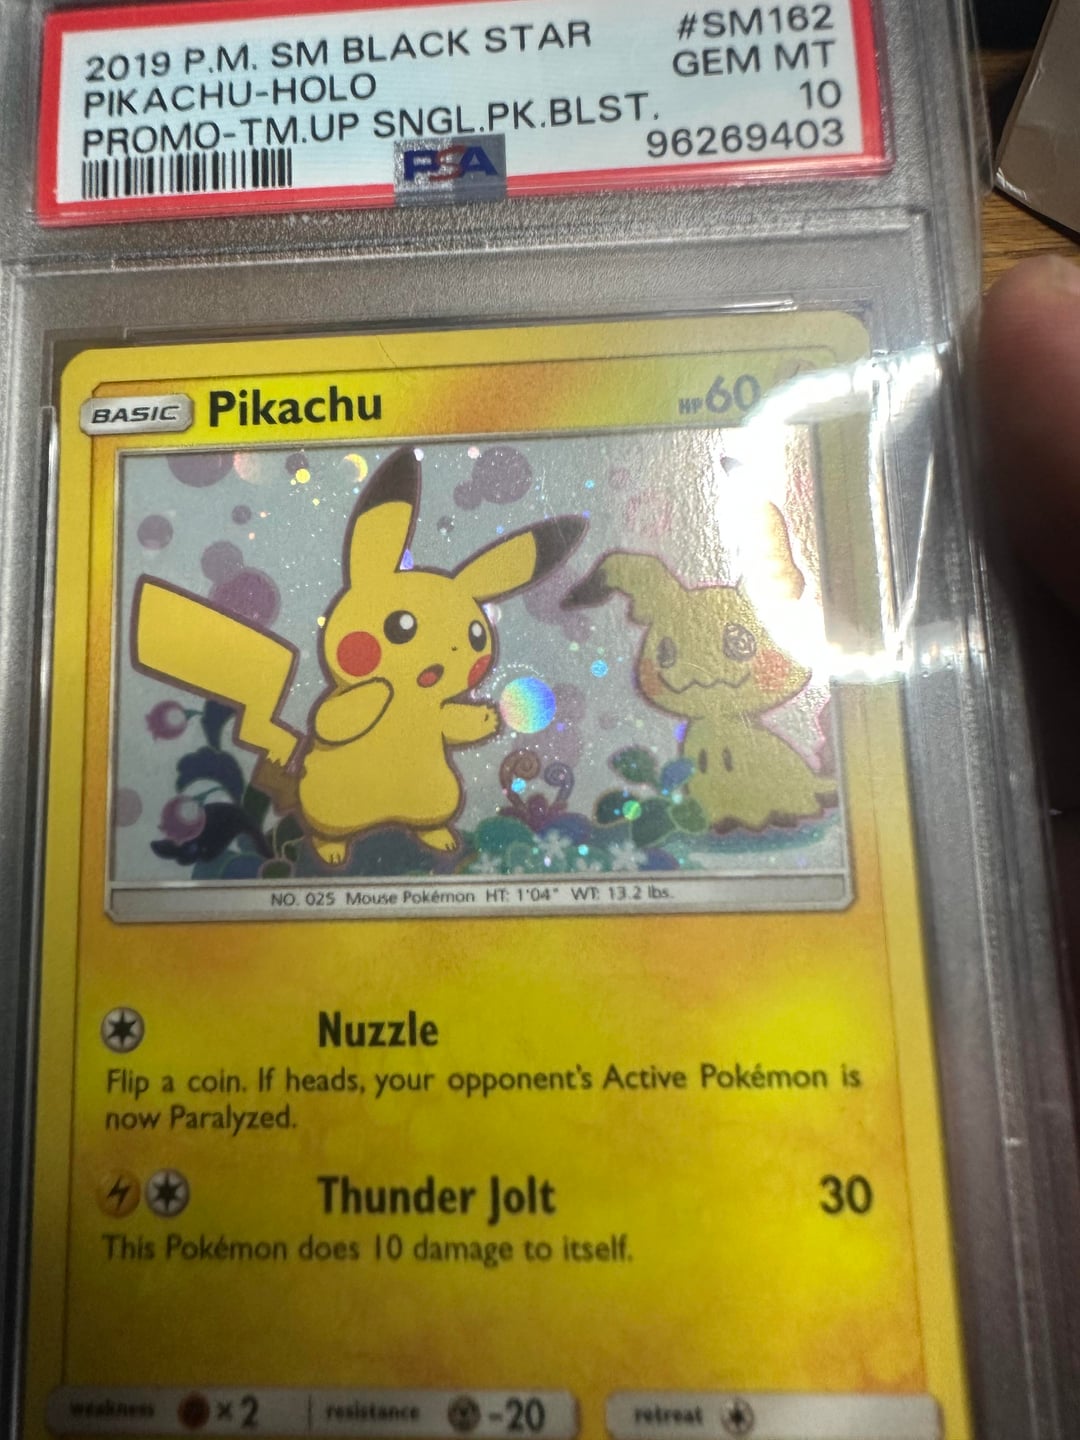 2019 P.M. SM BLACK STAR #SM162
PIKACHU-HOLO GEM MT
PROMO-TM.UP SNGL.PK.BLST. 10
96269403
PSA
BASIC Pikachu HP60
NO. 025 Mouse Pokémon HT: 1'04" WT: 13.2 lbs.
Nuzzle
Flip a coin. If heads, your opponent's Active Pokémon is
now Paralyzed.
Thunder Jolt 30
This Pokémon does 10 damage to itself.
weakness ×2 resistance -20 retreat